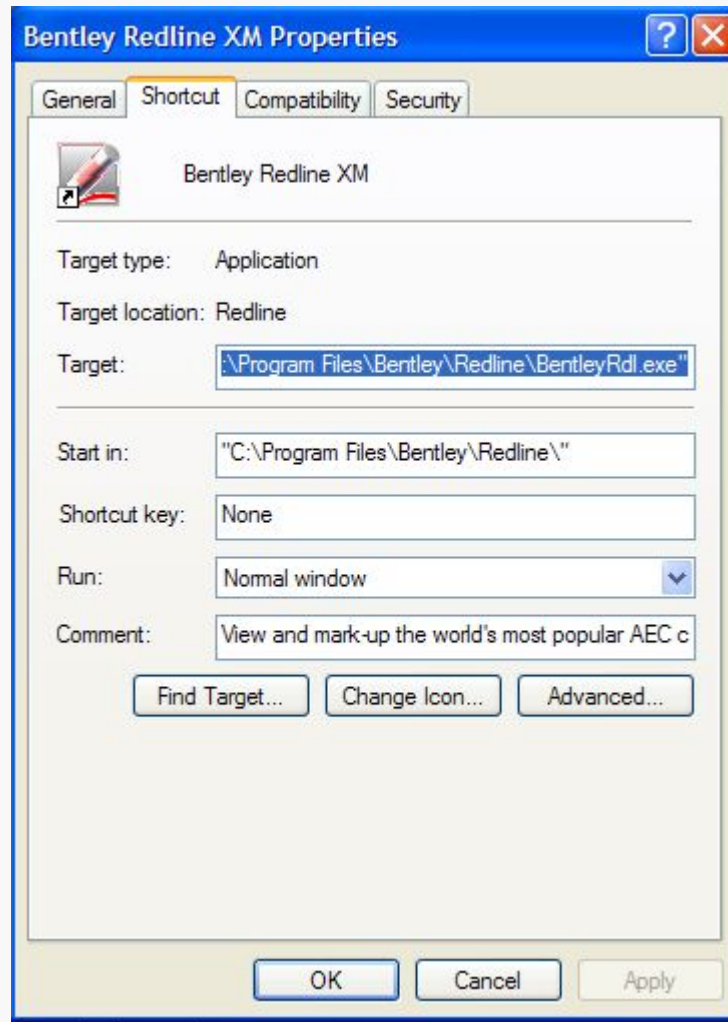 Bentley Redline XM Properties
General Shortcut Compatibility Security
Bentley Redline XM
Target type: Application
Target location: Redline
Target: :\Program Files\Bentley\Redline\BentleyRdl.exe"
Start in: "C:\Program Files\Bentley\Redline\"
Shortcut key: None
Run: Normal window
Comment: View and mark-up the world's most popular AEC c
Find Target... Change Icon... Advanced...
OK Cancel Apply